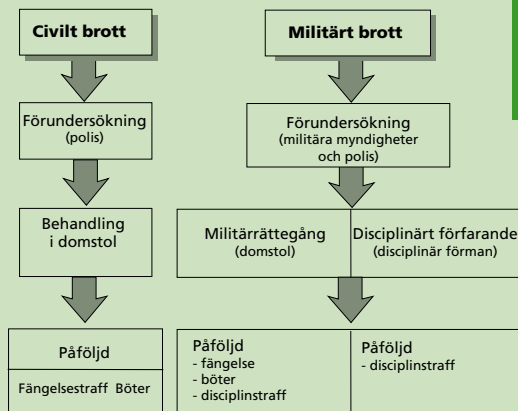 Civilt brott
Förundersökning
(polis)
Behandling
i domstol
Påföljd
Fängelsestraff Böter
Militärt brott
Förundersökning
(militära myndigheter
och polis)
Militärrättegång
(domstol)
Disciplinärt förfarande
(disciplinär förman)
Påföljd
- fängelse
- böter
- disciplinstraff
Påföljd
- disciplinstraff